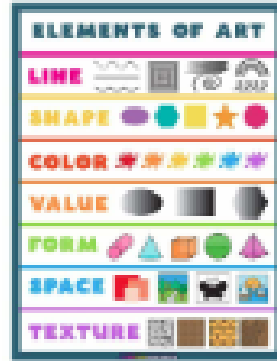 ELEMENTS OF ART
LINE
SHAPE
COLOR
VALUE
FORM
SPACE
TEXTURE